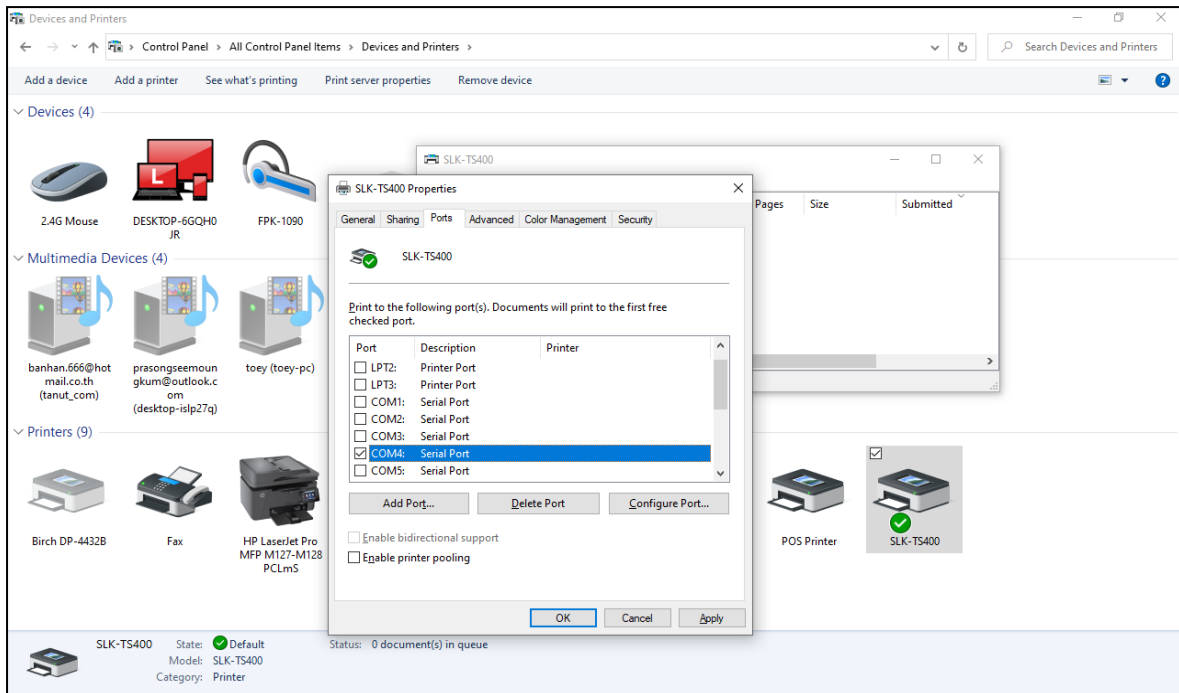 Devices and Printers
Control Panel > All Control Panel Items > Devices and Printers >
Search Devices and Printers
Add a device Add a printer See what's printing Print server properties Remove device
Devices (4)
2.4G Mouse
DESKTOP-6GQH0
JR
FPK-1090
SLK-TS400
Pages Size Submitted
SLK-TS400 Properties
General Sharing Ports Advanced Color Management Security
SLK-TS400
Print to the following port(s). Documents will print to the first free
checked port.
Port Description Printer
LPT2: Printer Port
LPT3: Printer Port
COM1: Serial Port
COM2: Serial Port
COM3: Serial Port
COM4: Serial Port
COM5: Serial Port
Add Port... Delete Port Configure Port...
Enable bidirectional support
Enable printer pooling
OK Cancel Apply
Multimedia Devices (4)
banhan.666@hot
mail.co.th
(tanut_com)
prasongseemoun
gkum@outlook.c
om
(desktop-islp27q)
toey (toey-pc)
Printers (9)
Birch DP-4432B
Fax
HP LaserJet Pro
MFP M127-M128
PCLmS
POS Printer
SLK-TS400
SLK-TS400 State: Default Status: 0 document(s) in queue
Model: SLK-TS400
Category: Printer